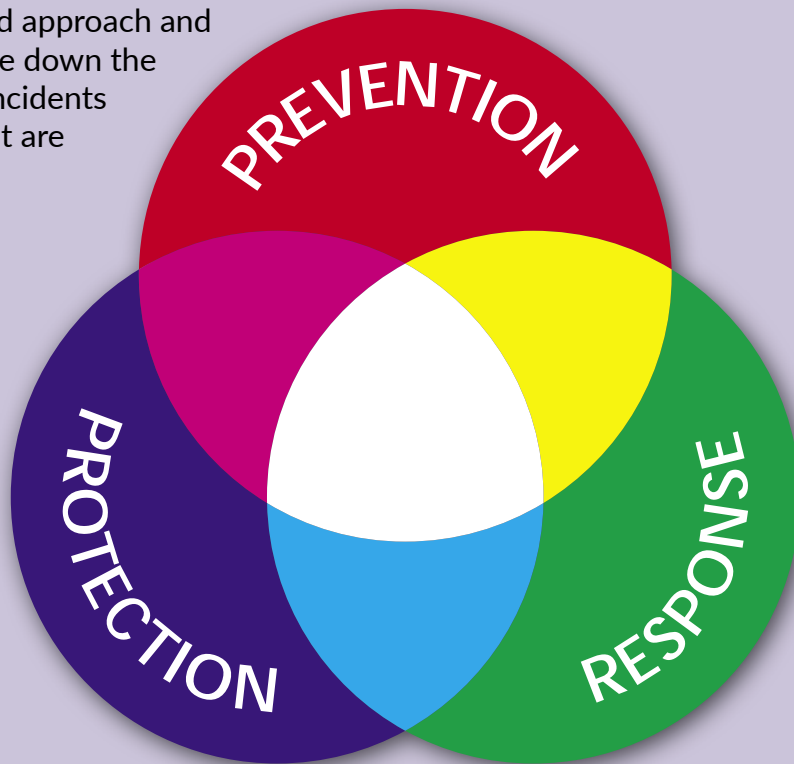 d approach and
e down the
ncidents
t are
PREVENTION
PROTECTION
RESPONSE